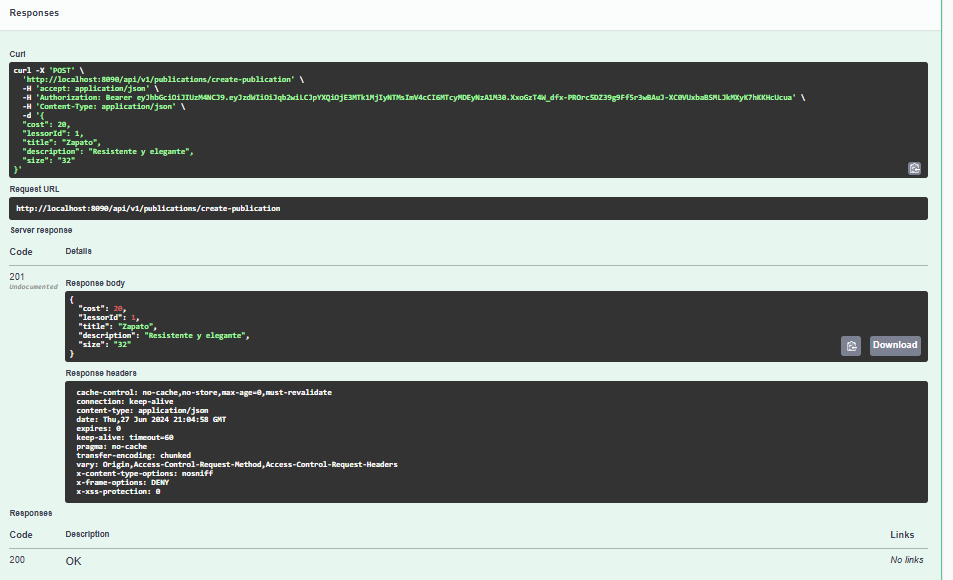 Responses
Curl
curl -X 'POST' \
'http://localhost:8090/api/v1/publications/create-publication' \
-H 'accept: application/json' \
-H 'Authorization: Bearer
-H 'Content-Type: application/json' \
-d '{
"cost": 20,
"lessorId": 1,
"title": "Zapato",
"description": "Resistente y elegante",
"size": "32"
}'
Request URL
http://localhost:8090/api/v1/publications/create-publication
Server response
Code Details
201
Undocumented
Response body
{
"cost": 20,
"lessorId": 1,
"title": "Zapato",
"description": "Resistente y elegante",
"size": "32"
}
Download
Response headers
cache-control: no-cache,no-store,max-age=0,must-revalidate
connection: keep-alive
content-type: application/json
date: Thu,27 Jun 2024 21:04:58 GMT
expires: 0
keep-alive: timeout=60
pragma: no-cache
transfer-encoding: chunked
vary: Origin,Access-Control-Request-Method,Access-Control-Request-Headers
x-content-type-options: nosniff
x-frame-options: DENY
x-xss-protection: 0
Responses
Code Description Links
200 OK No links